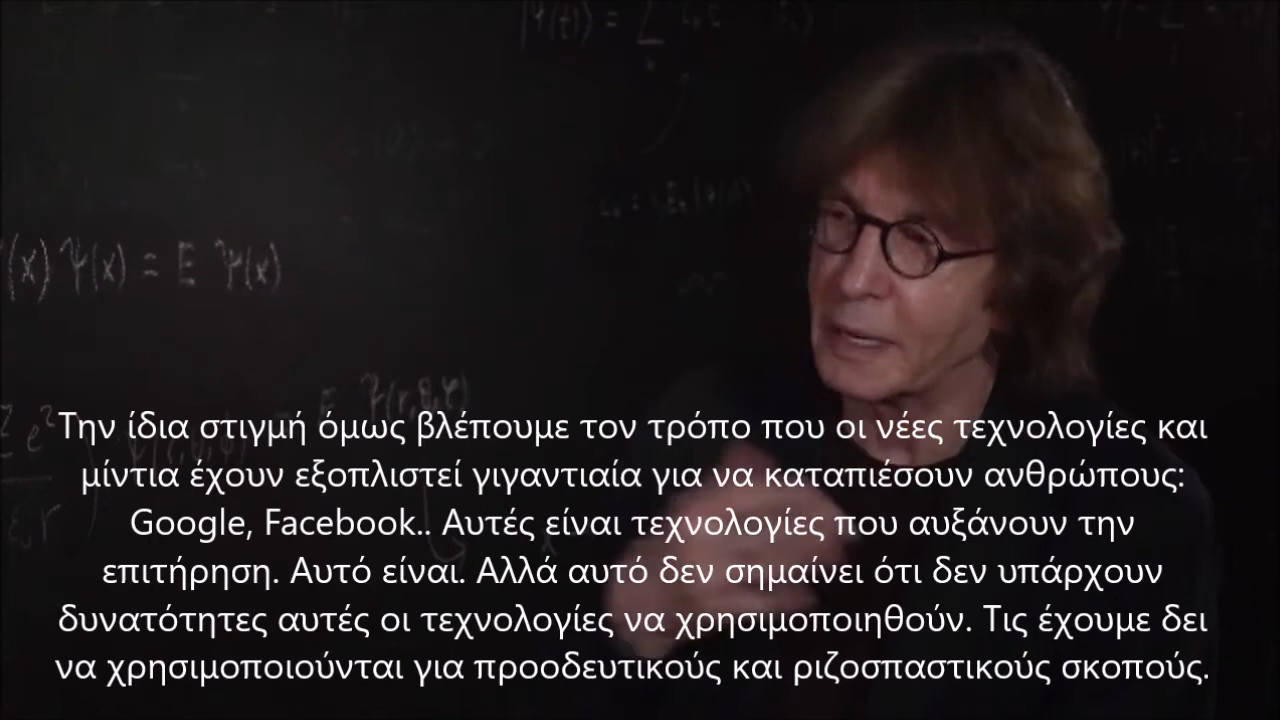 |Ψ(t)⟩ = Σ
Ψ(x) = E Ψ(x)
Την ίδια στιγμή όμως βλέπουμε τον τρόπο που οι νέες τεχνολογίες και
μίντια έχουν εξοπλιστεί γιγαντιαία για να καταπιέσουν ανθρώπους:
Google, Facebook.. Αυτές είναι τεχνολογίες που αυξάνουν την
επιτήρηση. Αυτό είναι. Αλλά αυτό δεν σημαίνει ότι δεν υπάρχουν
δυνατότητες αυτές οι τεχνολογίες να χρησιμοποιηθούν. Τις έχουμε δει
να χρησιμοποιούνται για προοδευτικούς και ριζοσπαστικούς σκοπούς.